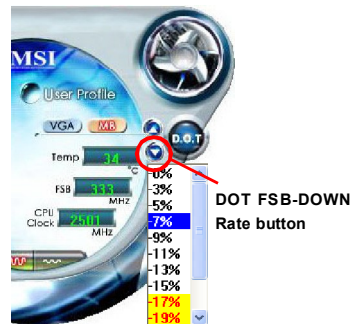 MSI
User Profile
VGA MB
D.O.T
Temp 34 °C
FSB 333 MHz
CPU Clock 2501 MHz
-0%
-3%
-5%
-7%
-9%
-11%
-13%
-15%
-17%
-19%
DOT FSB-DOWN
Rate button